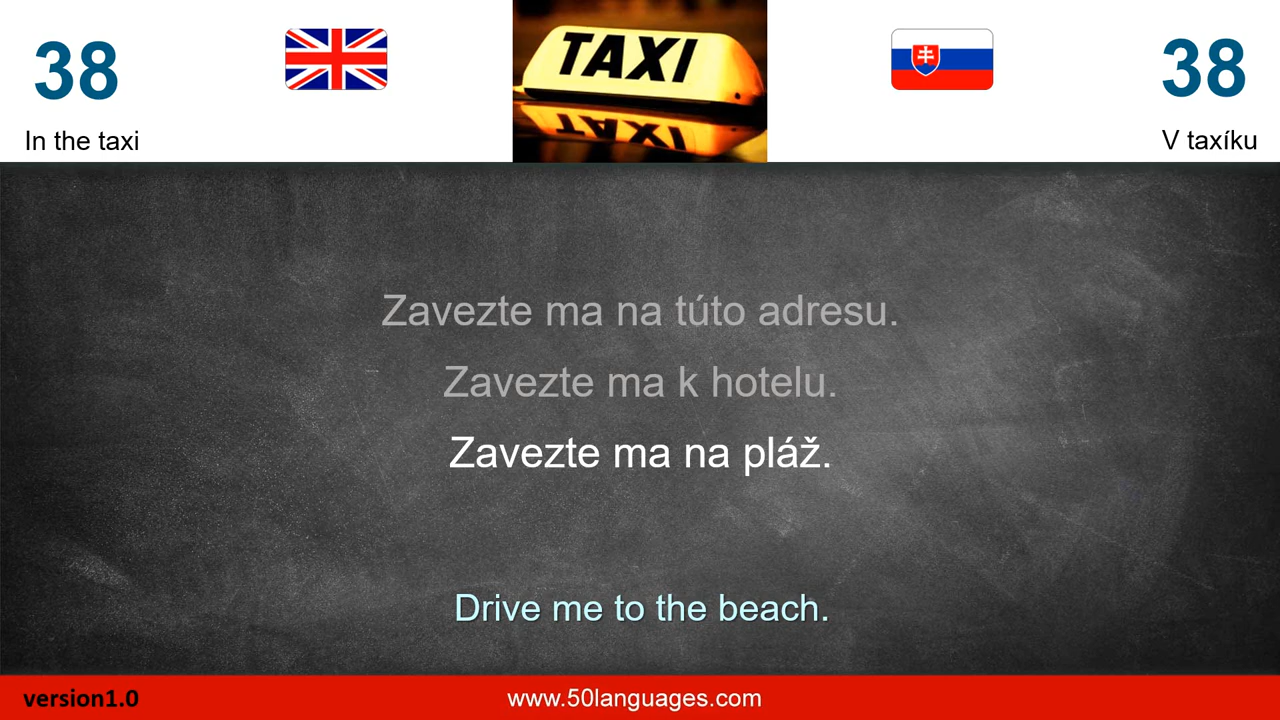 38
38
In the taxi
V taxíku
TAXI
Zavezte ma na túto adresu.
Zavezte ma k hotelu.
Zavezte ma na pláž.
Drive me to the beach.
version1.0
www.50languages.com